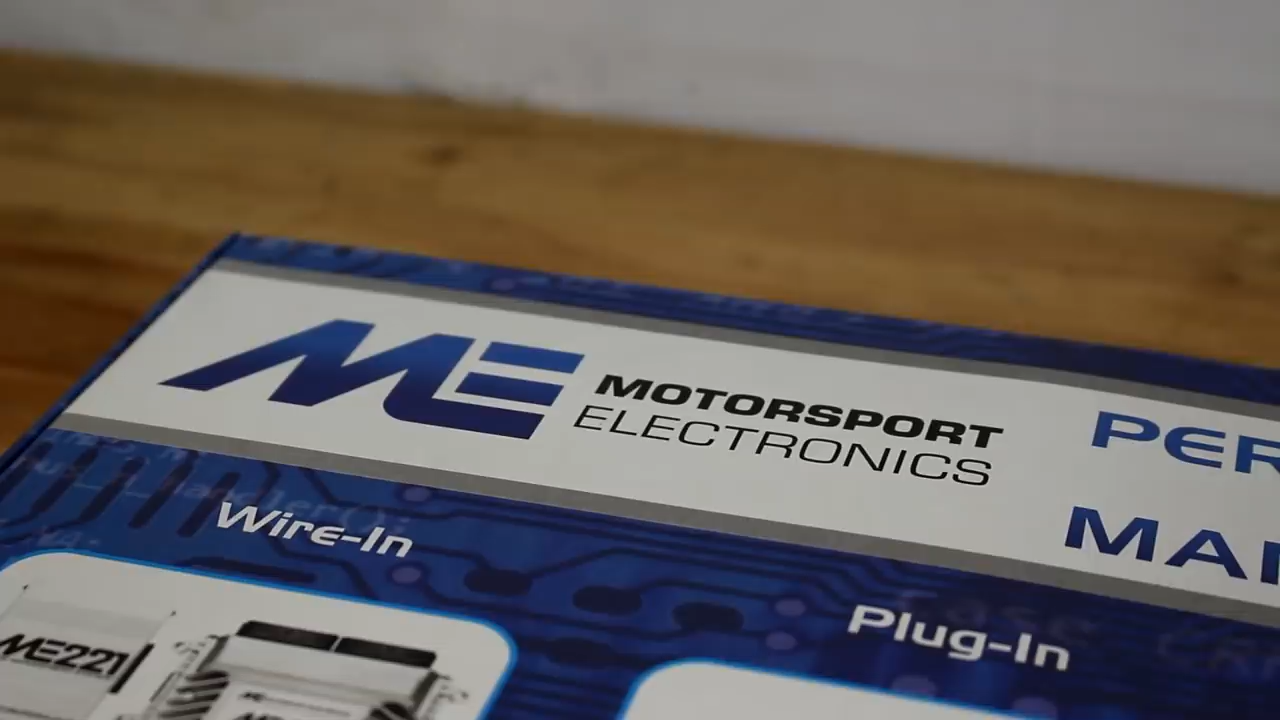 ME MOTORSPORT
ELECTRONICS
PER
MA
Wire-In
Plug-In
ME221